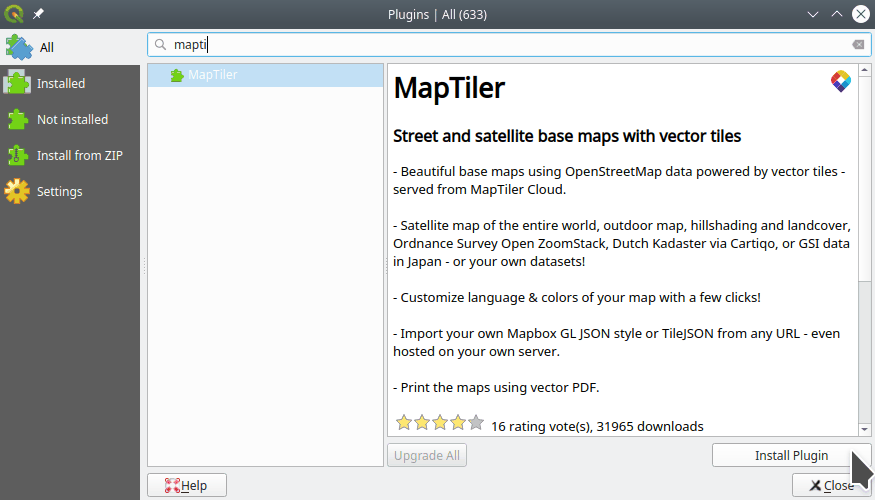 Plugins | All (633)
All
mapti
Installed
Not installed
Install from ZIP
Settings
MapTiler
MapTiler
Street and satellite base maps with vector tiles
- Beautiful base maps using OpenStreetMap data powered by vector tiles -
served from MapTiler Cloud.
- Satellite map of the entire world, outdoor map, hillshading and landcover,
Ordnance Survey Open ZoomStack, Dutch Kadaster via Cartiqo, or GSI data
in Japan - or your own datasets!
- Customize language & colors of your map with a few clicks!
- Import your own Mapbox GL JSON style or TileJSON from any URL - even
hosted on your own server.
- Print the maps using vector PDF.
16 rating vote(s), 31965 downloads
Upgrade All
Install Plugin
Help
Close